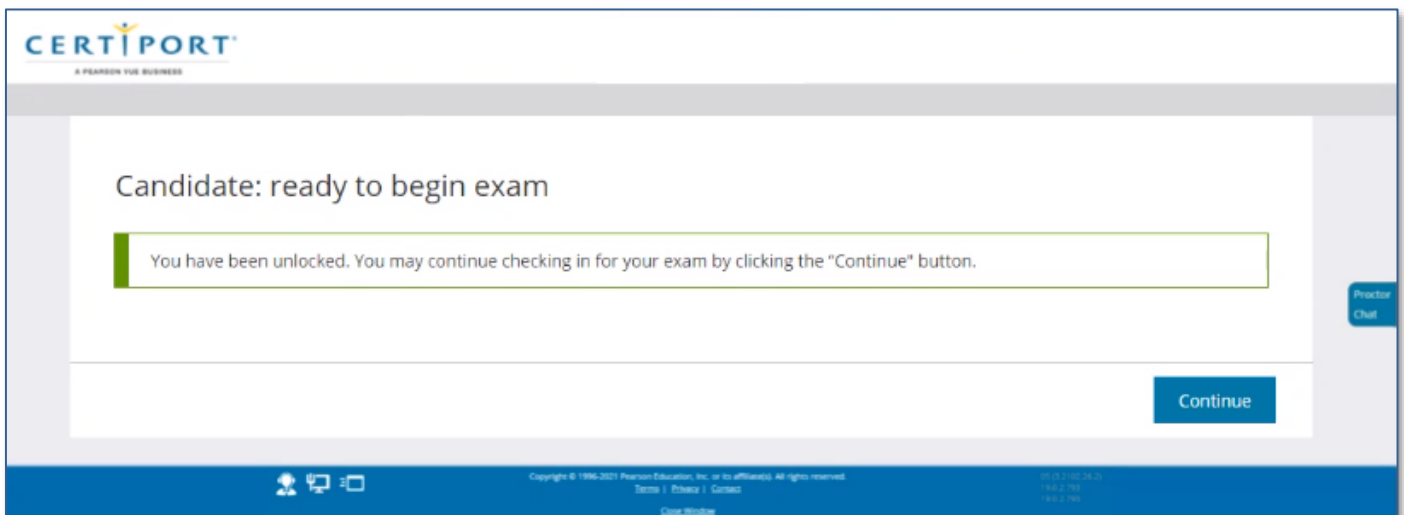 CERTIPORT
A PEARSON VUE BUSINESS
Candidate: ready to begin exam
You have been unlocked. You may continue checking in for your exam by clicking the "Continue" button.
Proctor
Chat
Continue
Copyright © 1996-2021 Pearson Education, Inc. or its affiliate(s). All rights reserved.
Terms | Privacy | Contact
Close Window